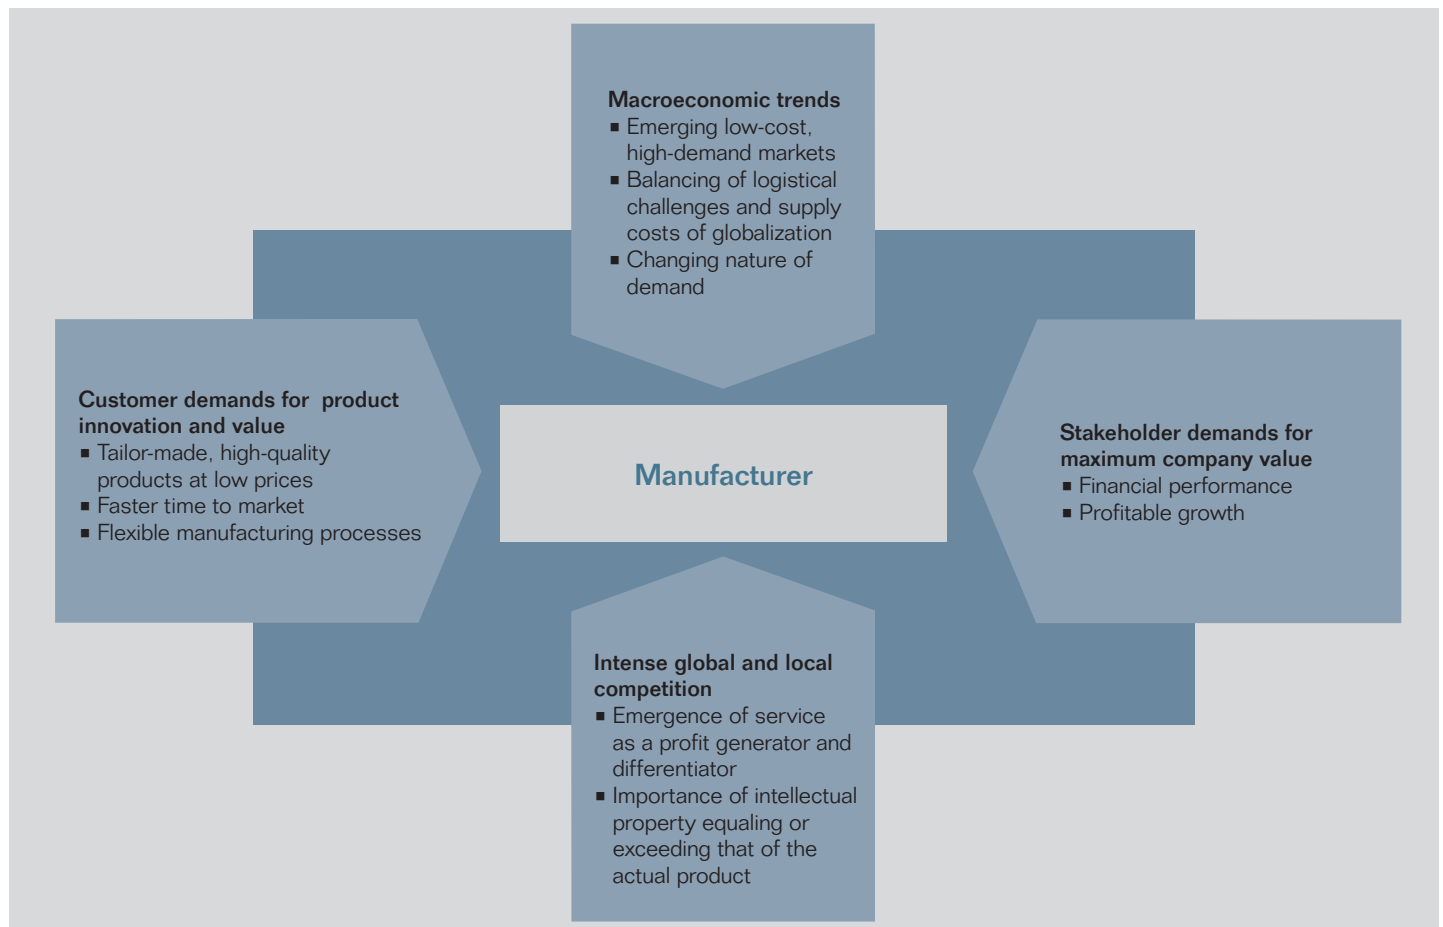 Macroeconomic trends
▪ Emerging low-cost,
high-demand markets
▪ Balancing of logistical
challenges and supply
costs of globalization
▪ Changing nature of
demand
Customer demands for  product
innovation and value
▪ Tailor-made, high-quality
products at low prices
▪ Faster time to market
▪ Flexible manufacturing processes
Manufacturer
Stakeholder demands for
maximum company value
▪ Financial performance
▪ Profitable growth
Intense global and local
competition
▪ Emergence of service
as a profit generator and
differentiator
▪ Importance of intellectual
property equaling or
exceeding that of the
actual product